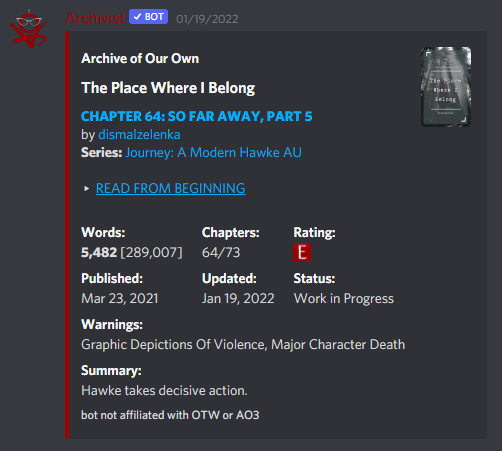 Archivist BOT 01/19/2022
Archive of Our Own
The Place Where I Belong
The Place
Where I
Belong
CHAPTER 64: SO FAR AWAY, PART 5
by dismalzelenka
Series: Journey: A Modern Hawke AU
READ FROM BEGINNING
Words: Chapters: Rating:
5,482 [289,007] 64/73 E
Published: Updated: Status:
Mar 23, 2021 Jan 19, 2022 Work in Progress
Warnings:
Graphic Depictions Of Violence, Major Character Death
Summary:
Hawke takes decisive action.
bot not affiliated with OTW or AO3